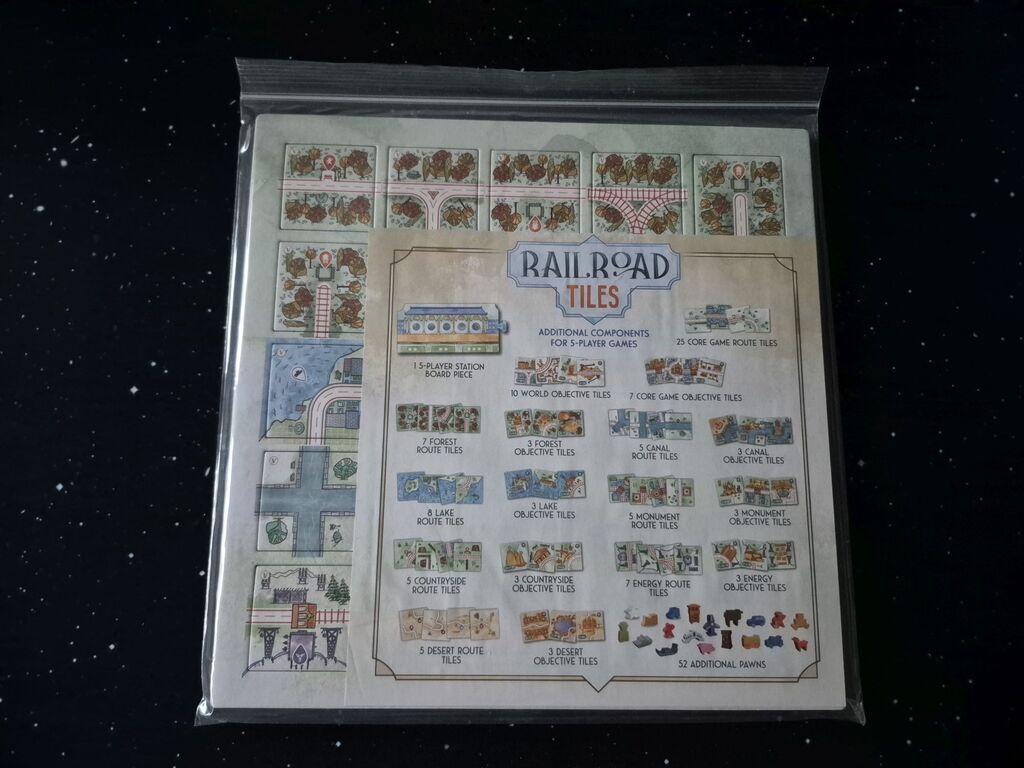 RAILROAD
TILES
ADDITIONAL COMPONENTS
FOR 5-PLAYER GAMES
1 5-PLAYER STATION
BOARD PIECE
25 CORE GAME ROUTE TILES
10 WORLD OBJECTIVE TILES
7 CORE GAME OBJECTIVE TILES
7 FOREST
ROUTE TILES
3 FOREST
OBJECTIVE TILES
5 CANAL
ROUTE TILES
3 CANAL
OBJECTIVE TILES
8 LAKE
ROUTE TILES
3 LAKE
OBJECTIVE TILES
5 MONUMENT
ROUTE TILES
3 MONUMENT
OBJECTIVE TILES
5 COUNTRYSIDE
ROUTE TILES
3 COUNTRYSIDE
OBJECTIVE TILES
7 ENERGY ROUTE
TILES
3 ENERGY
OBJECTIVE TILES
5 DESERT ROUTE
TILES
3 DESERT
OBJECTIVE TILES
52 ADDITIONAL PAWNS